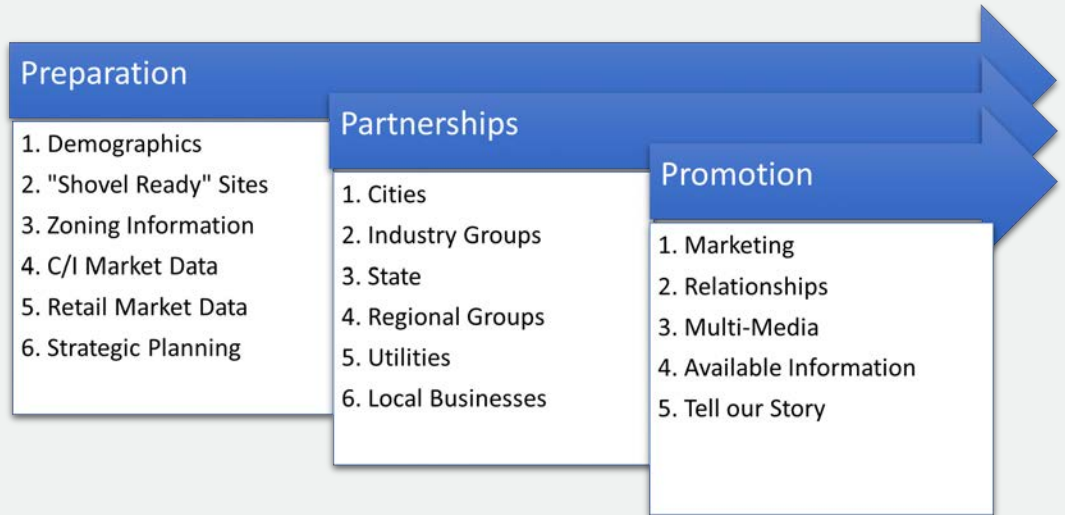 Preparation
1. Demographics
2. "Shovel Ready" Sites
3. Zoning Information
4. C/I Market Data
5. Retail Market Data
6. Strategic Planning
Partnerships
1. Cities
2. Industry Groups
3. State
4. Regional Groups
5. Utilities
6. Local Businesses
Promotion
1. Marketing
2. Relationships
3. Multi-Media
4. Available Information
5. Tell our Story